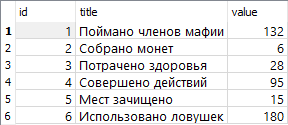 id title value
1 1 Поймано членов мафии 132
2 2 Собрано монет 6
3 3 Потрачено здоровья 28
4 4 Совершено действий 95
5 5 Мест зачищено 15
6 6 Использовано ловушек 180